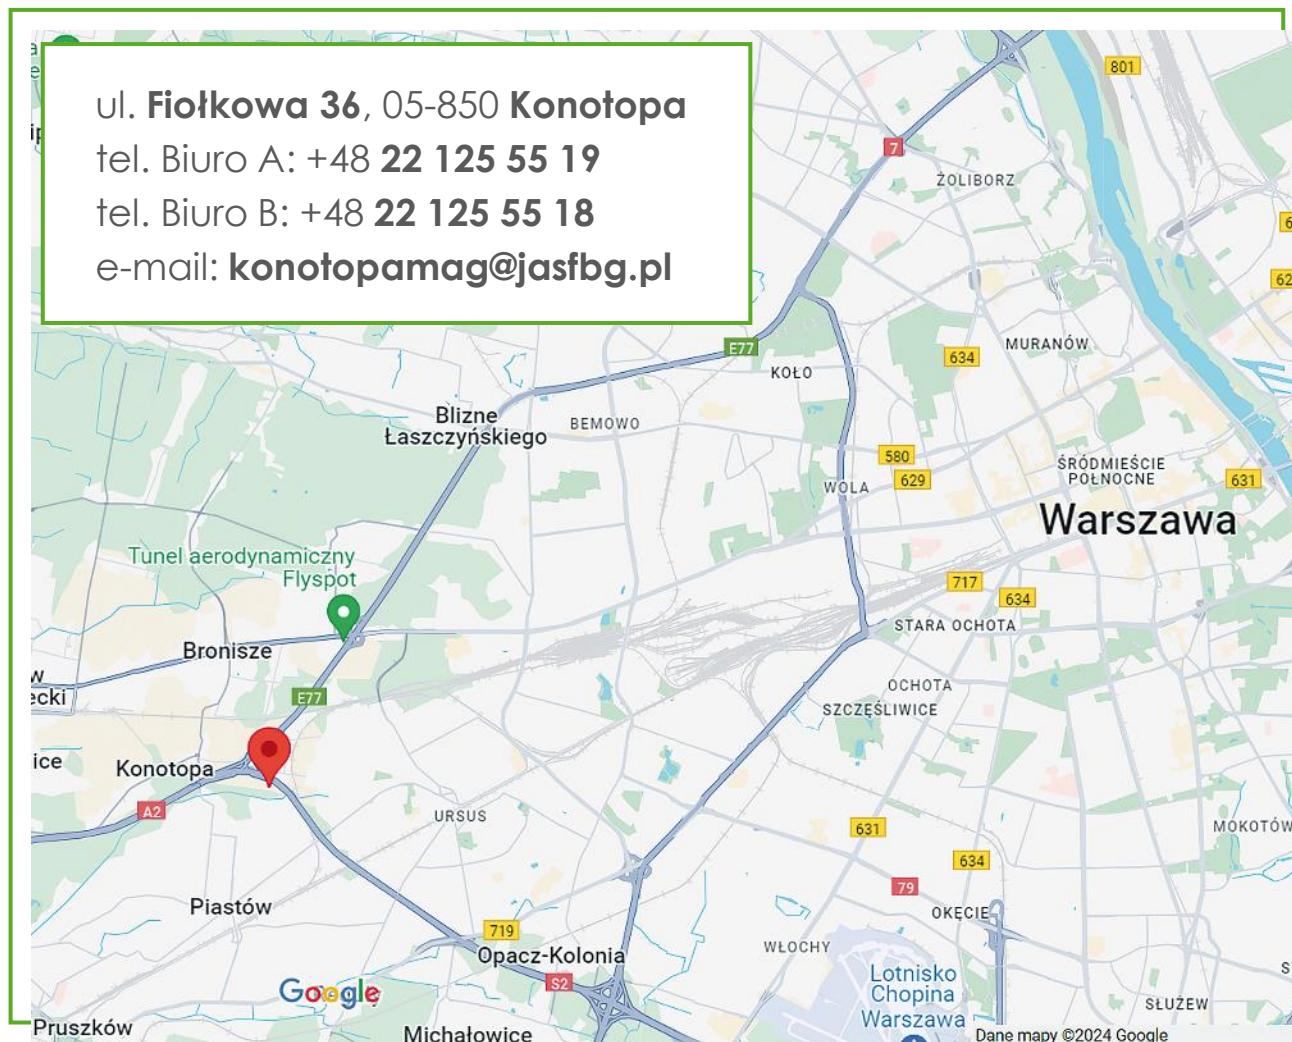 ul. Fiołkowa 36, 05-850 Konotopa
tel. Biuro A: +48 22 125 55 19
tel. Biuro B: +48 22 125 55 18
e-mail: konotopamag@jasfbg.pl
801
7
ŻOLIBORZ
E77
KOŁO
634
MURANÓW
Blizne
Łaszczyńskiego
BEMOWO
580
629
WOLA
ŚRÓDMIEŚCIE
PÓŁNOCNE
631
Warszawa
Tunel aerodynamiczny
Flyspot
717
634
STARA OCHOTA
Bronisze
E77
OCHOTA
SZCZĘŚLIWICE
Konotopa
A2
URSUS
631
634
MOKOTÓW
79
Piastów
OKĘCIE
719
Opacz-Kolonia
WŁOCHY
S2
Lotnisko
Chopina
Warszawa
Google
SŁUŻEW
Pruszków
Michałowice
Dane mapy ©2024 Google